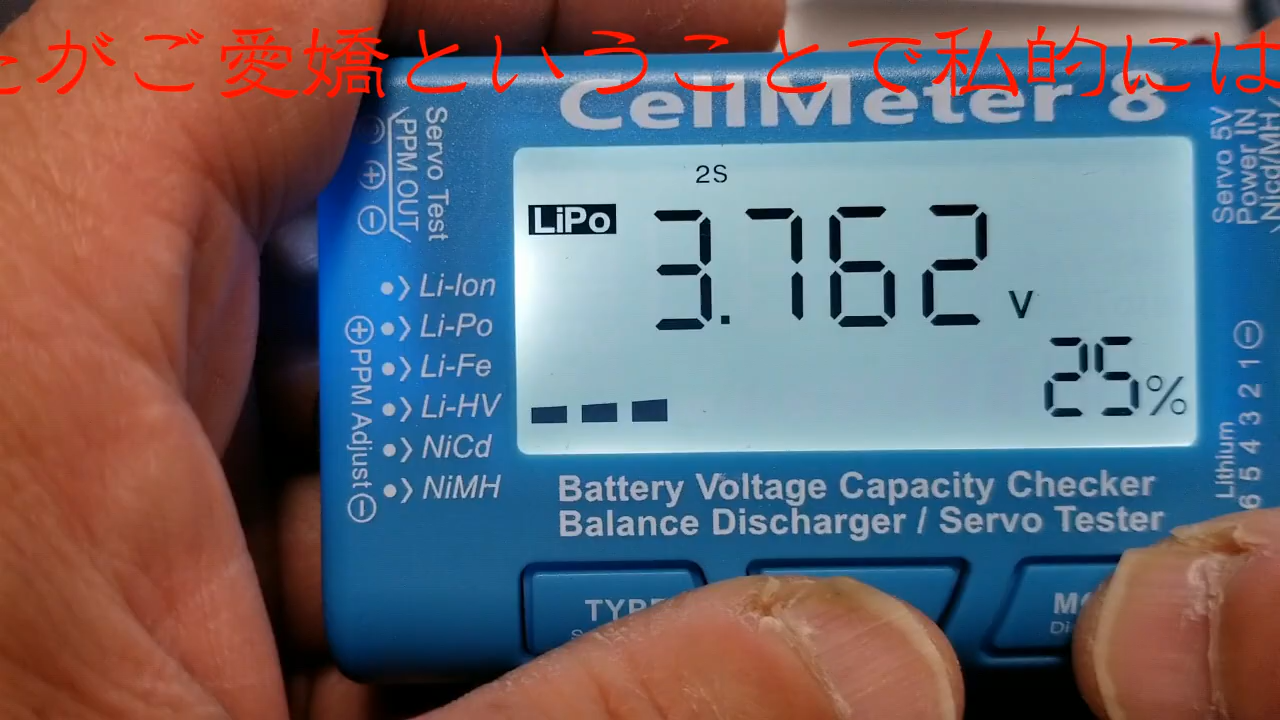 がご愛嬌ということで私的には
CellMeter 8
Servo Test
PPM OUT
2S
LiPo
3.762 V
25%
Li-Ion
Li-Po
Li-Fe
Li-HV
NiCd
NiMH
PPM Adjust
Servo 5V
Power IN
Nicd/MH
Lithium
6 5 4 3 2 1
Battery Voltage Capacity Checker
Balance Discharger / Servo Tester